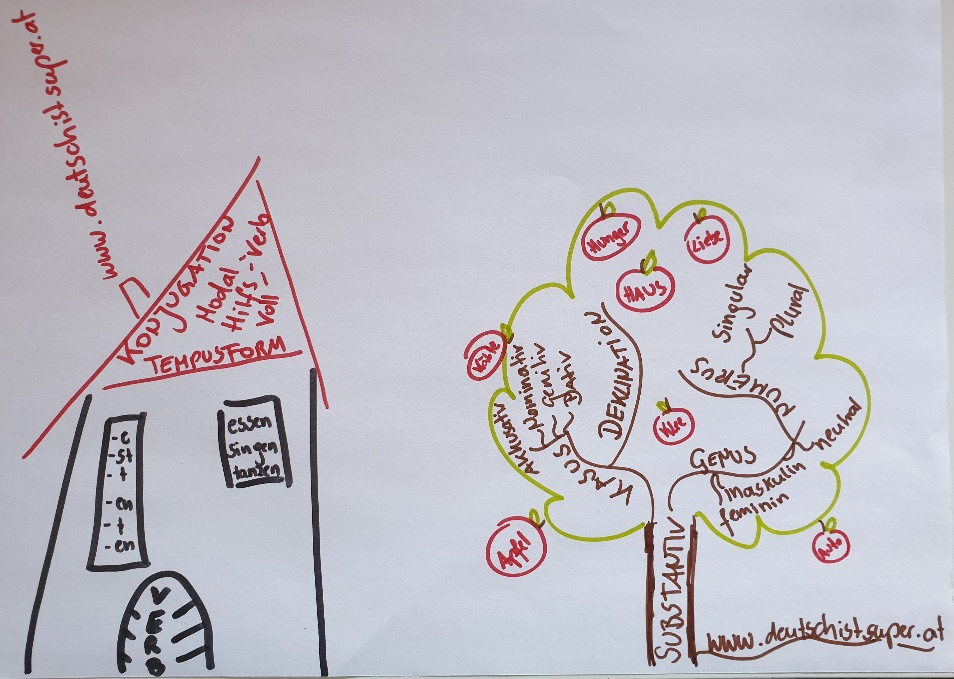 www.deutschistsuper.at
KONJUGATION
Modal
Hilfs-Verb
Voll-
TEMPUSFORM
-e
-st
-t
-en
-t
-en
essen
singen
tanzen
VERB
Hunger
Liebe
HAUS
Singular
Plural
NUMERUS
DEKLINATION
Akkusativ
Nominativ
Genitiv
Dativ
KASUS
GENUS
maskulin
feminin
neutral
Apfel
Auto
SUBSTANTIV
www.deutschistsuper.at